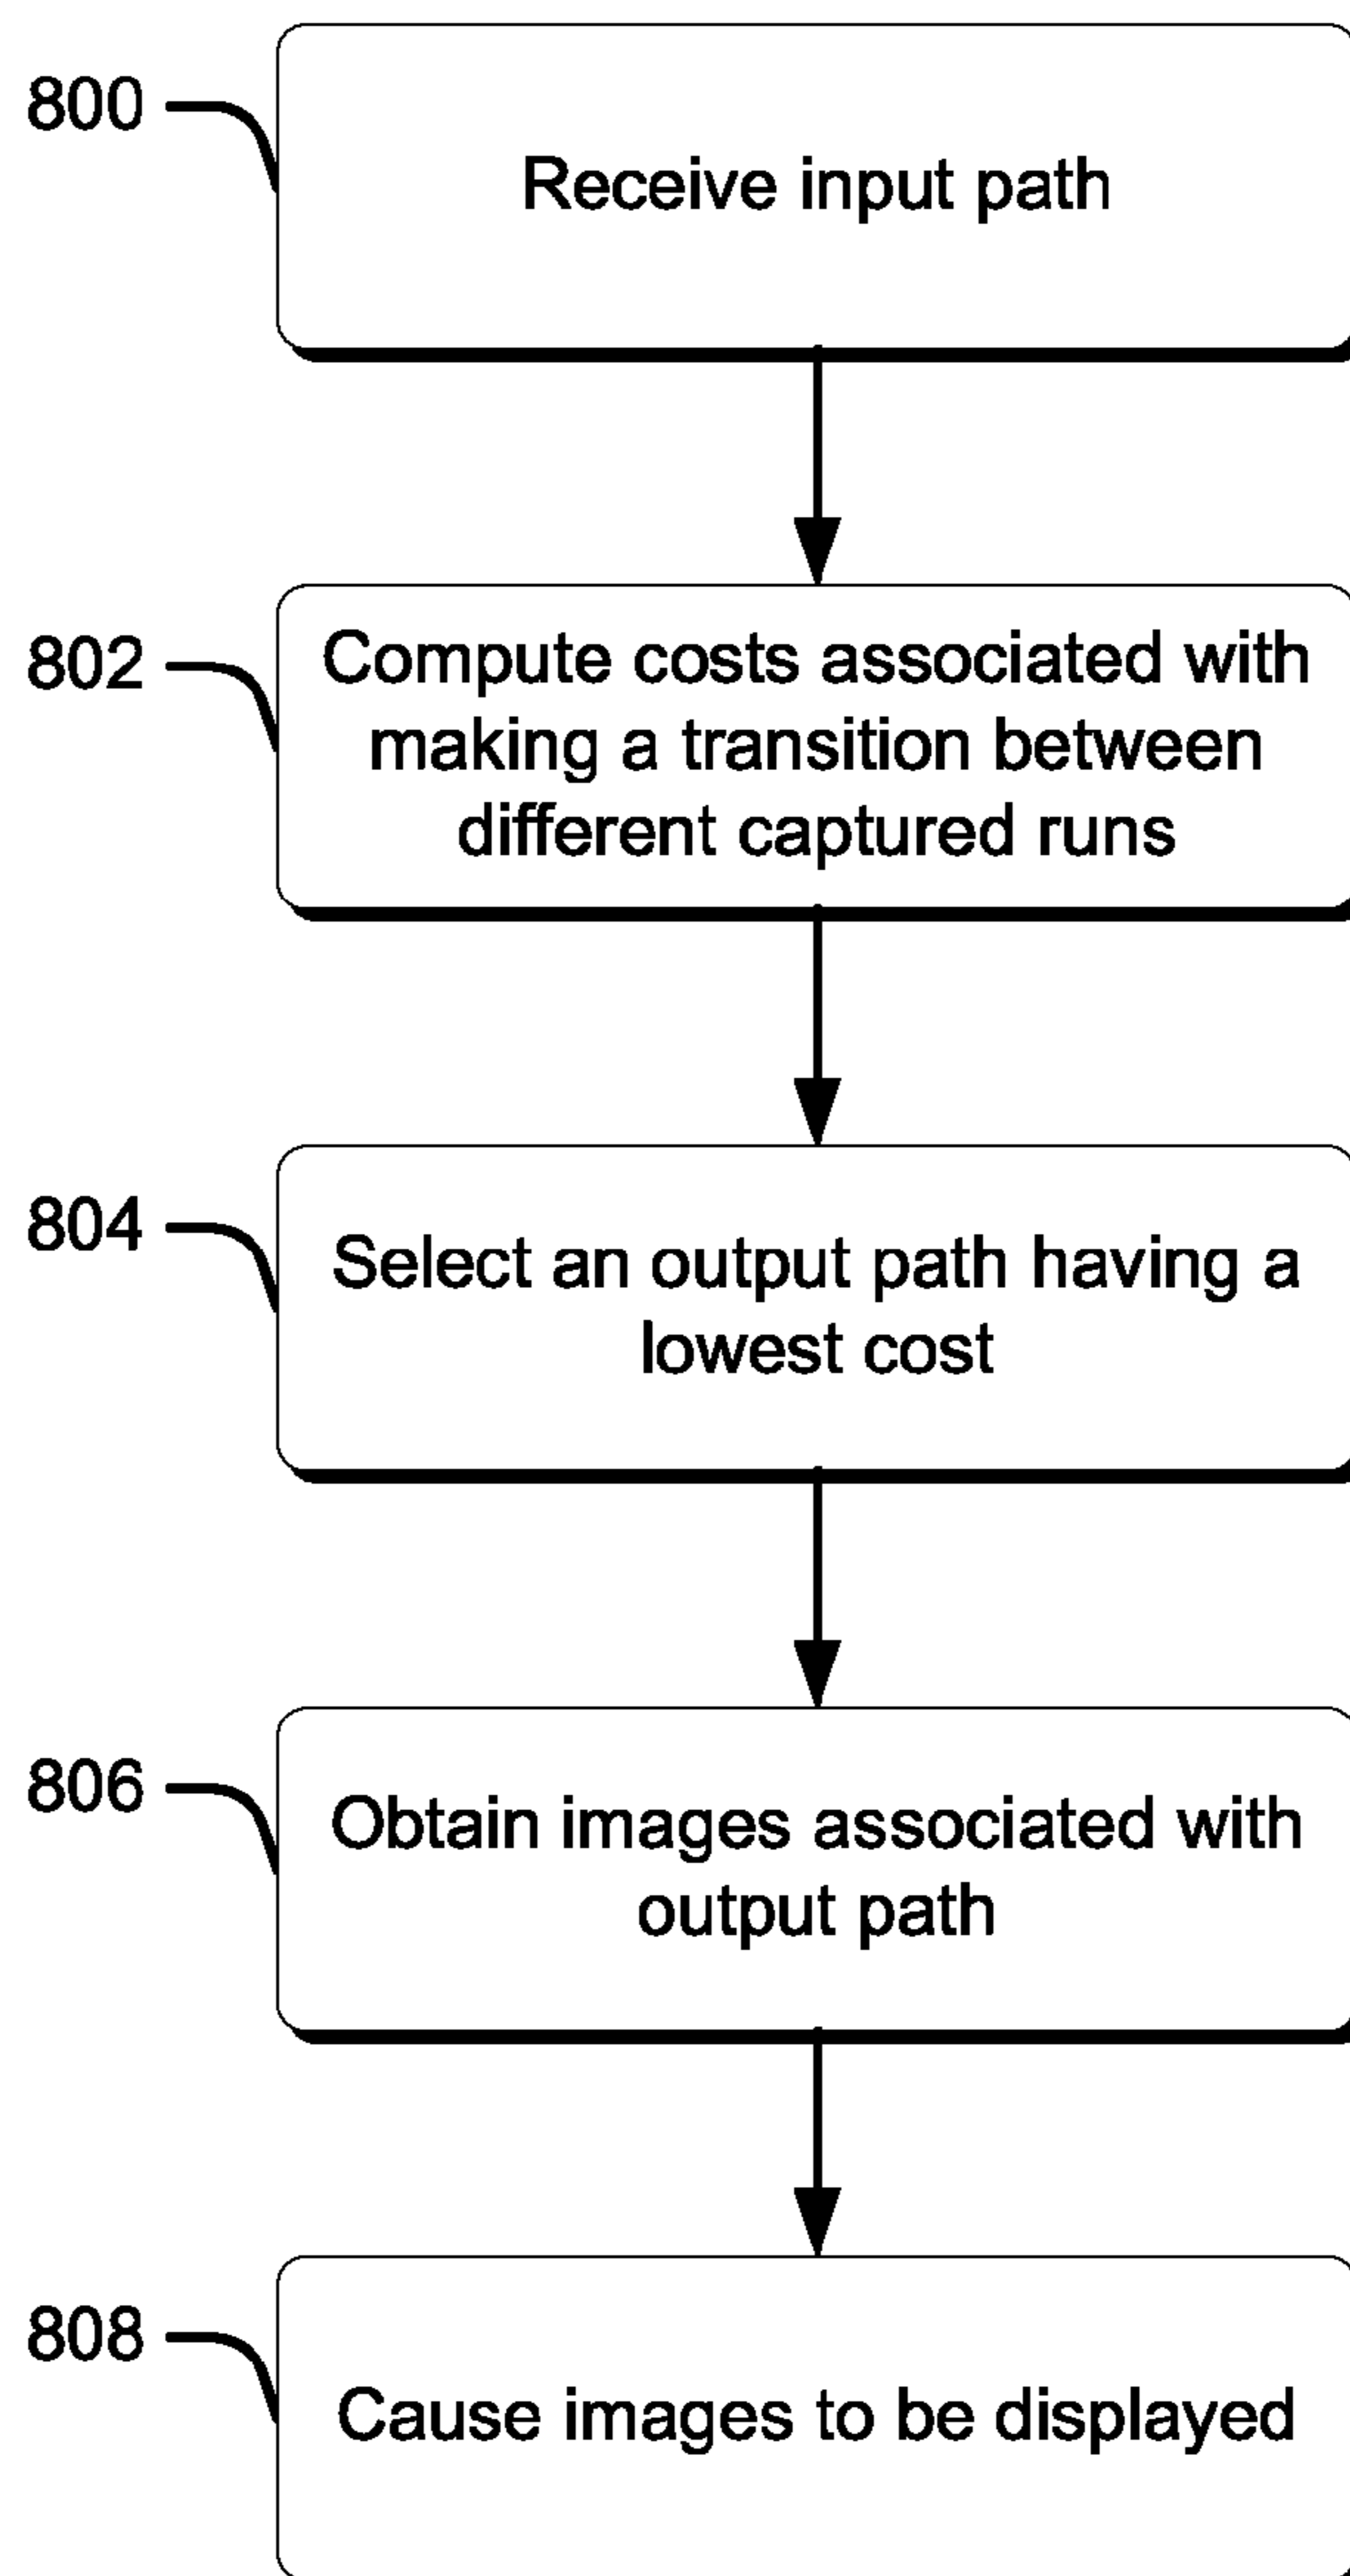 800
Receive input path
802
Compute costs associated with
making a transition between
different captured runs
804
Select an output path having a
lowest cost
806
Obtain images associated with
output path
808
Cause images to be displayed